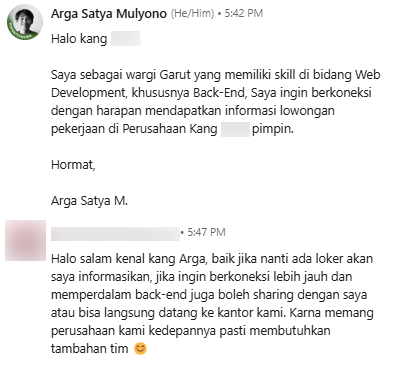 Arga Satya Mulyono (He/Him) • 5:42 PM
Halo kang
Saya sebagai wargi Garut yang memiliki skill di bidang Web
Development, khususnya Back-End, Saya ingin berkoneksi
dengan harapan mendapatkan informasi lowongan
pekerjaan di Perusahaan Kang pimpin.
Hormat,
Arga Satya M.
• 5:47 PM
Halo salam kenal kang Arga, baik jika nanti ada loker akan
saya informasikan, jika ingin berkoneksi lebih jauh dan
memperdalam back-end juga boleh sharing dengan saya
atau bisa langsung datang ke kantor kami. Karna memang
perusahaan kami kedepannya pasti membutuhkan
tambahan tim 😊